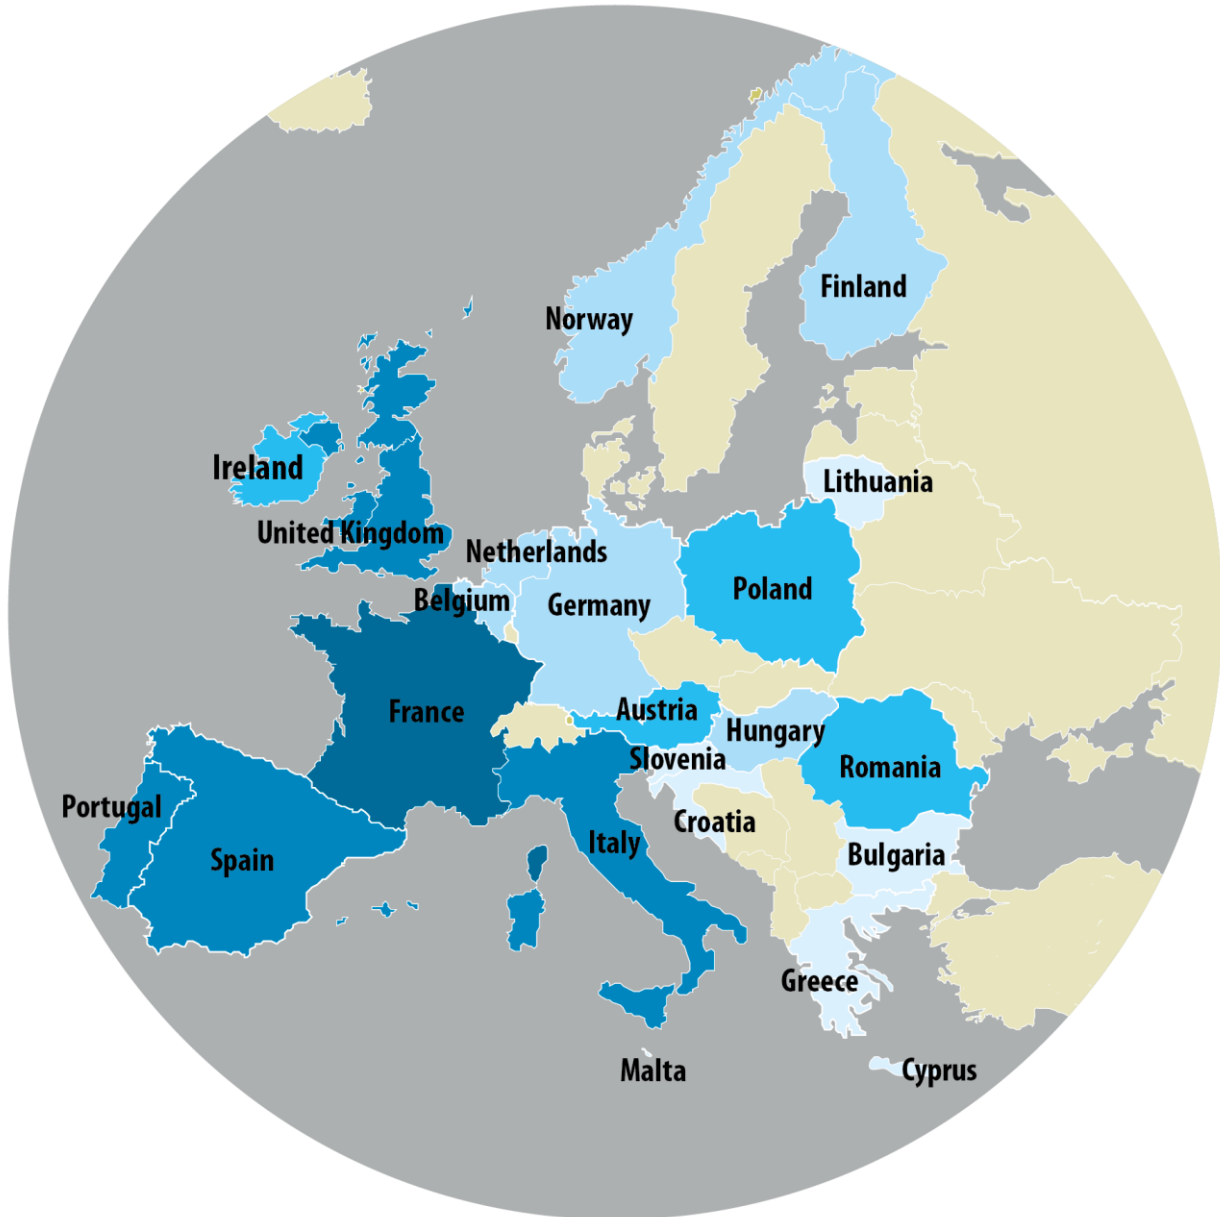 Finland
Norway
Ireland
Lithuania
United Kingdom
Netherlands
Poland
Belgium
Germany
France
Austria
Hungary
Slovenia
Romania
Portugal
Croatia
Italy
Spain
Bulgaria
Greece
Malta
Cyprus